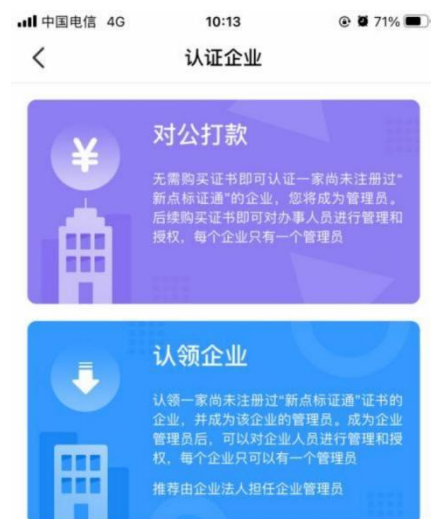 中国电信 4G 10:13 71%
认证企业
¥
对公打款
无需购买证书即可认证一家尚未注册过“
新点标证通”的企业，您将成为管理员。
后续购买证书即可对办事人员进行管理和
授权，每个企业只有一个管理员
认领企业
认领一家尚未注册过“新点标证通”证书的
企业，并成为该企业的管理员。成为企业
管理员后，可以对企业人员进行管理和授
权，每个企业只可以有一个管理员
推荐由企业法人担任企业管理员